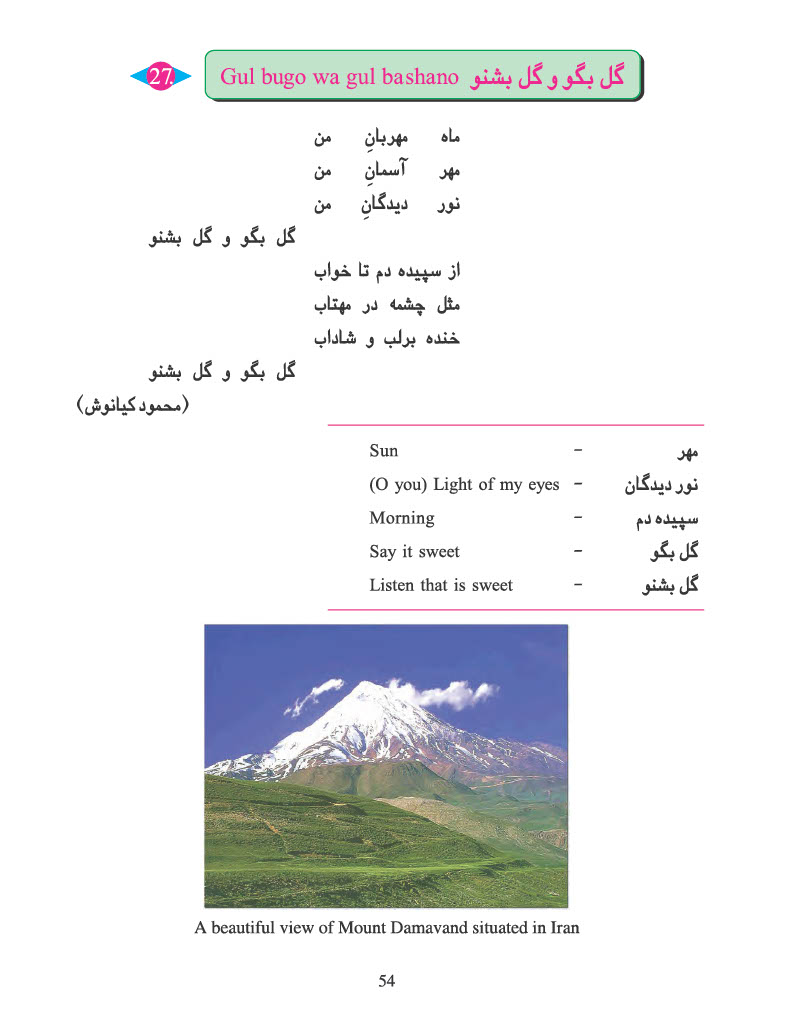 27. Gul bugo wa gul bashano گل بگو و گل بشنو
ماه مهربانِ من
مهر آسمانِ من
نور دیدگانِ من
گل بگو و گل بشنو
از سپیده دم تا خواب
مثل چشمه در مهتاب
خنده برلب و شاداب
گل بگو و گل بشنو
(محمود کیانوش)
مهر - Sun
نور دیدگان - (O you) Light of my eyes
سپیده دم - Morning
گل بگو - Say it sweet
گل بشنو - Listen that is sweet
A beautiful view of Mount Damavand situated in Iran
54